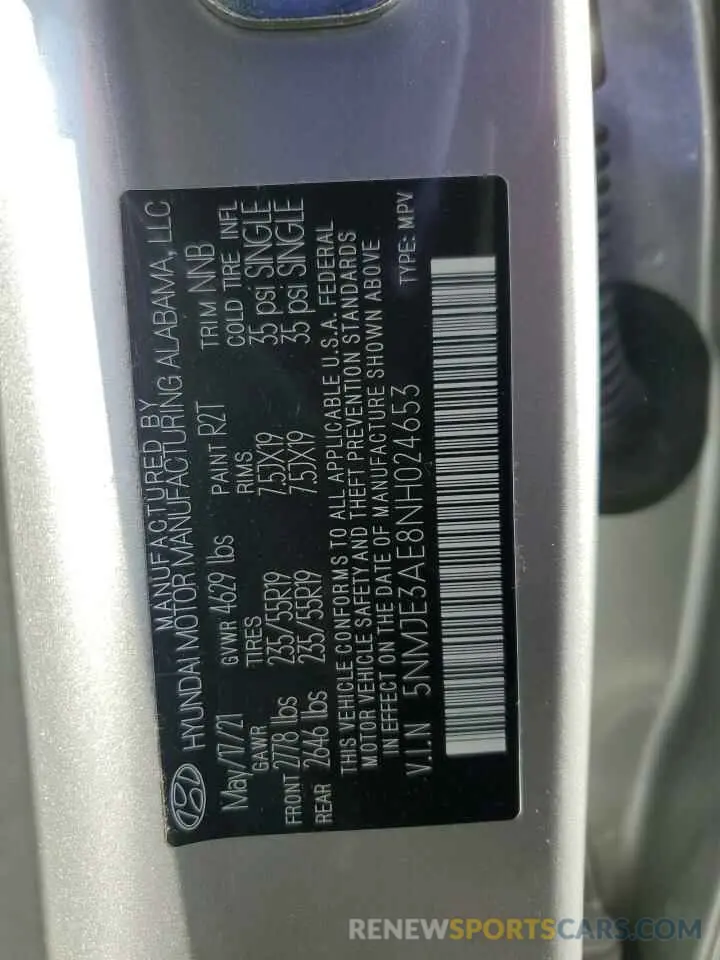 MANUFACTURED BY
HYUNDAI MOTOR MANUFACTURING ALABAMA, LLC
May/17/21 GVWR 4629 lbs PAINT R2T TRIM NNB
GAWR TIRES RIMS COLD TIRE INFL
FRONT 2778 lbs 235/55R19 7.5JX19 35 psi SINGLE
REAR 2646 lbs 235/55R19 7.5JX19 35 psi SINGLE
THIS VEHICLE CONFORMS TO ALL APPLICABLE U.S.A. FEDERAL
MOTOR VEHICLE SAFETY AND THEFT PREVENTION STANDARDS
IN EFFECT ON THE DATE OF MANUFACTURE SHOWN ABOVE
V.I.N 5NMJE3AE8NH024653 TYPE: MPV
RENEWSPORTSCARS.COM